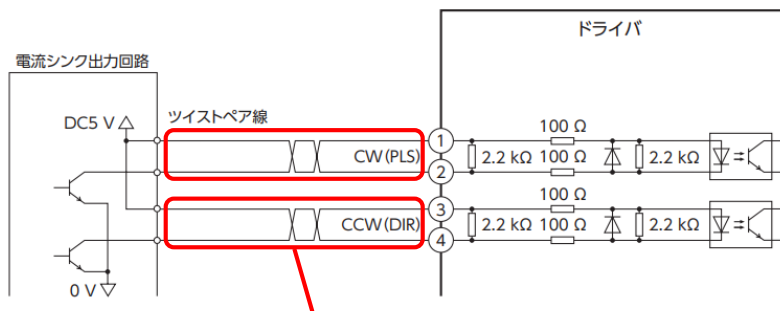 ドライバ
電流シンク出力回路
ツイストペア線
DC5 V
CW(PLS)
CCW(DIR)
0 V
1
2
3
4
100 Ω
2.2 kΩ
100 Ω
2.2 kΩ
100 Ω
2.2 kΩ
100 Ω
2.2 kΩ